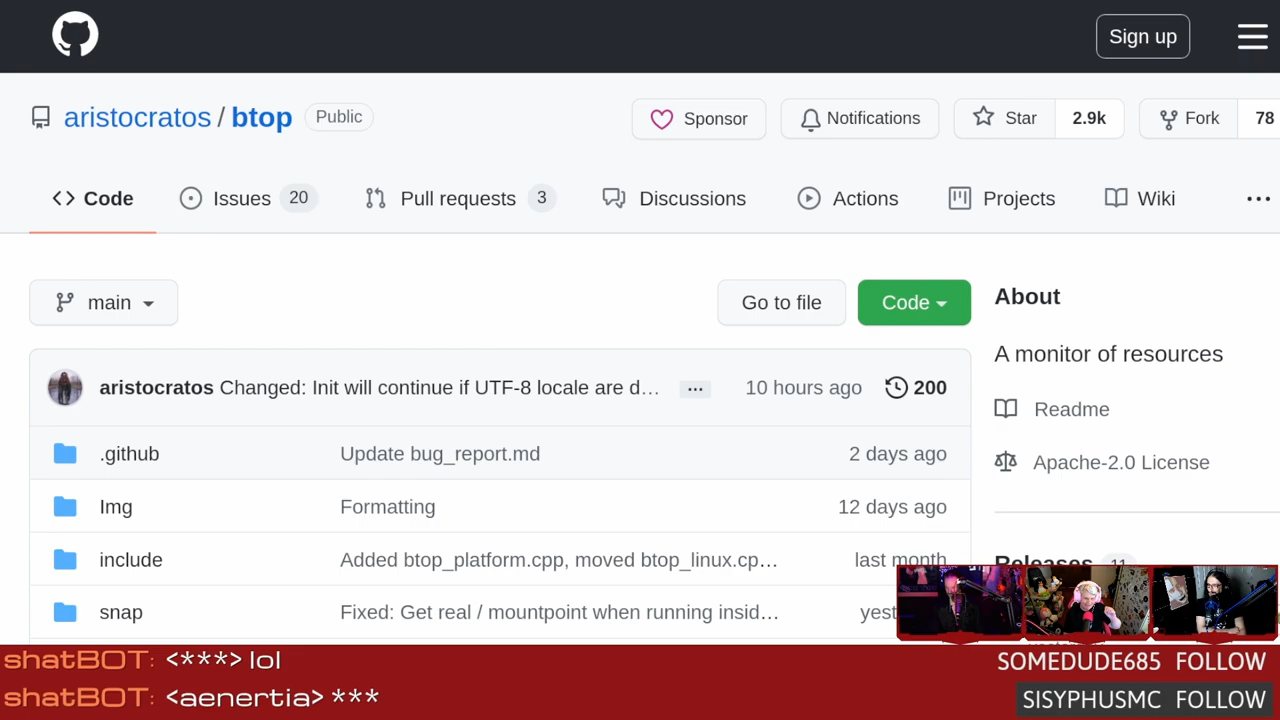 Sign up
aristocratos / btop Public
Sponsor Notifications Star 2.9k Fork 78
Code Issues 20 Pull requests 3 Discussions Actions Projects Wiki ...
main Go to file Code About
A monitor of resources
aristocratos Changed: Init will continue if UTF-8 locale are d... ... 10 hours ago 200
Readme
.github Update bug_report.md 2 days ago
Apache-2.0 License
Img Formatting 12 days ago
include Added btop_platform.cpp, moved btop_linux.cp... last month
Releases 11
snap Fixed: Get real / mountpoint when running insid... yest
shatBOT: <***> lol
SOMEDUDE685 FOLLOW
shatBOT: <aenertia> ***
SISYPHUSMC FOLLOW